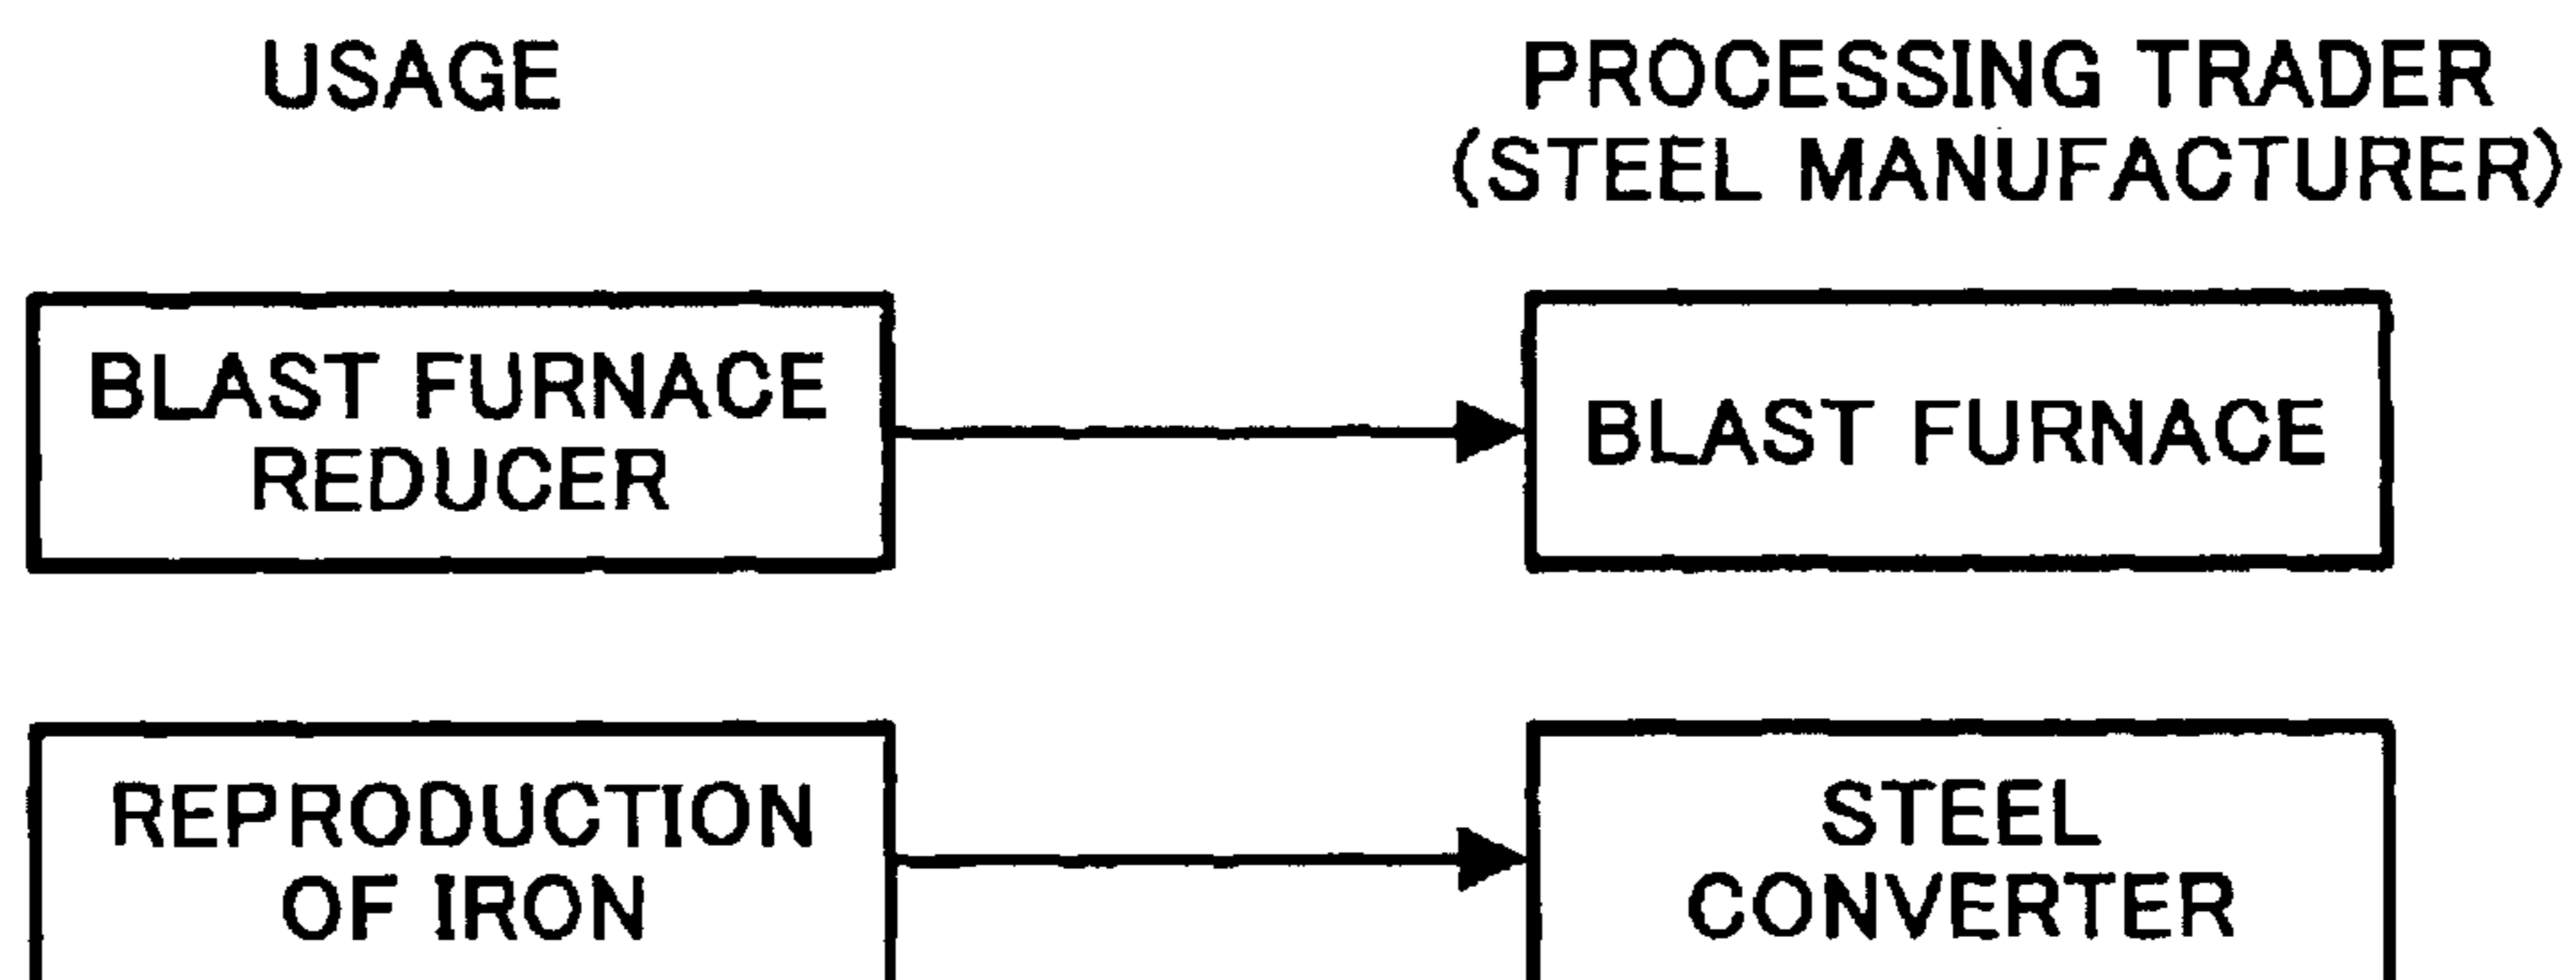 USAGE
PROCESSING TRADER
(STEEL MANUFACTURER)
BLAST FURNACE
REDUCER
BLAST FURNACE
REPRODUCTION
OF IRON
STEEL
CONVERTER